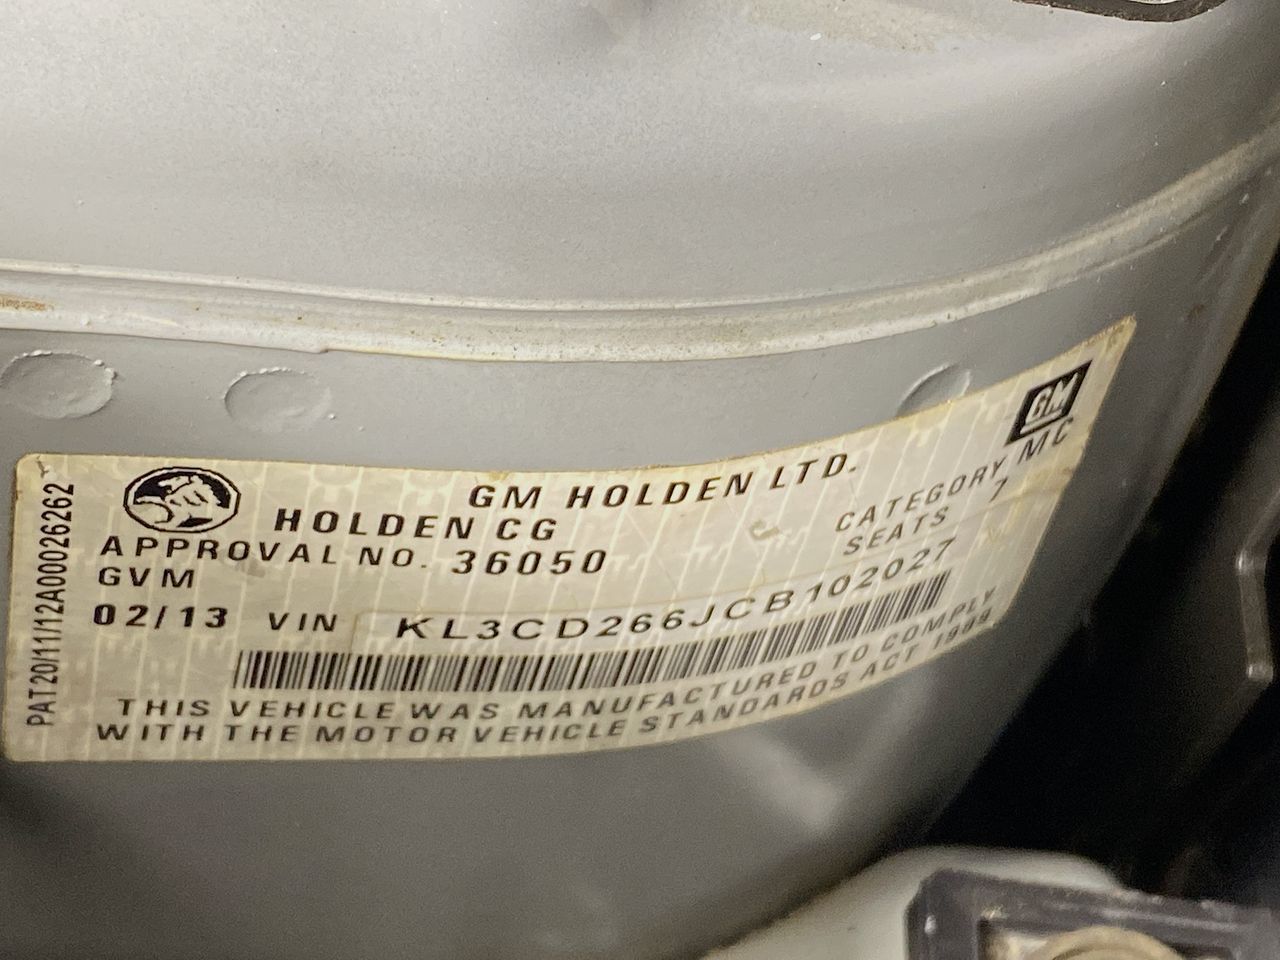 GM
GM HOLDEN LTD.
HOLDEN CG
CATEGORY MC
APPROVAL NO. 36050
SEATS 7
GVM
02/13 VIN KL3CD266JCB102027
THIS VEHICLE WAS MANUFACTURED TO COMPLY
WITH THE MOTOR VEHICLE STANDARDS ACT 1989
PAT20/11/12A00026262